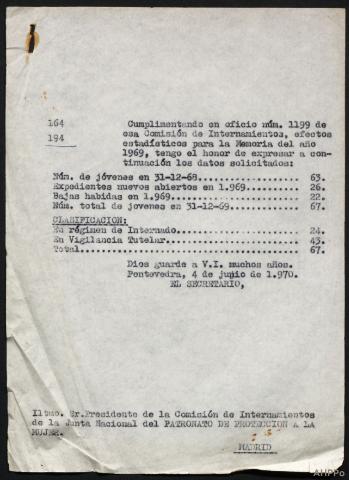 164
194
Cumplimentando en oficio núm. 1199 de
esa Comisión de Internamientos, efectos
estadísticos para la Memoria del año
1969, tengo el honor de expresar a con-
tinuación los datos solicitados:
Núm. de jóvenes en 31-12-68.................... 63.
Expedientes nuevos abiertos en 1.969........... 26.
Bajas habidas en 1.969......................... 22.
Núm. total de jovenes en 31-12-69.............. 67.
CLASIFICACION:
En régimen de Internado........................ 24.
En Vigilancia Tutelar.......................... 43.
Total.......................................... 67.
Dios guarde a V.I. muchos años.
Pontevedra, 4 de junio de 1.970.
EL SECRETARIO,
Iltmo. Sr.Presidente de la Comisión de Internamientos
de la Junta Nacional del PATRONATO DE PROTECCION A LA
MUJER.
MADRID
AHPPo